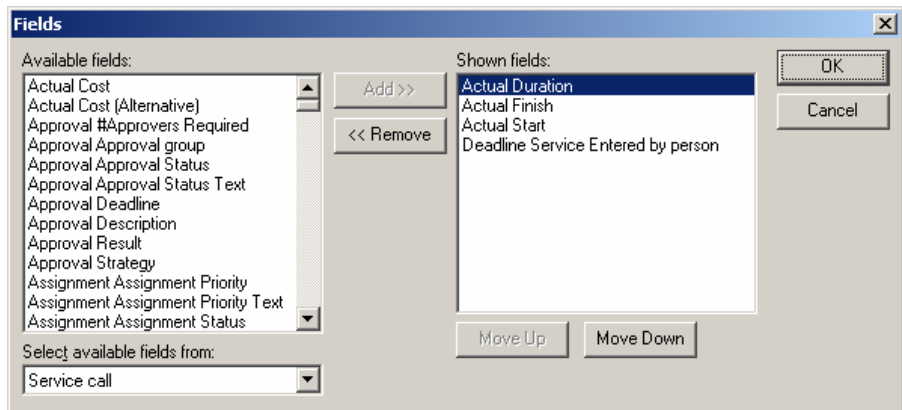 Fields
Available fields:
Actual Cost
Actual Cost (Alternative)
Approval #Approvers Required
Approval Approval group
Approval Approval Status
Approval Approval Status Text
Approval Deadline
Approval Description
Approval Result
Approval Strategy
Assignment Assignment Priority
Assignment Assignment Priority Text
Assignment Assignment Status
Select available fields from:
Service call
Add >>
<< Remove
Shown fields:
Actual Duration
Actual Finish
Actual Start
Deadline Service Entered by person
Move Up
Move Down
OK
Cancel